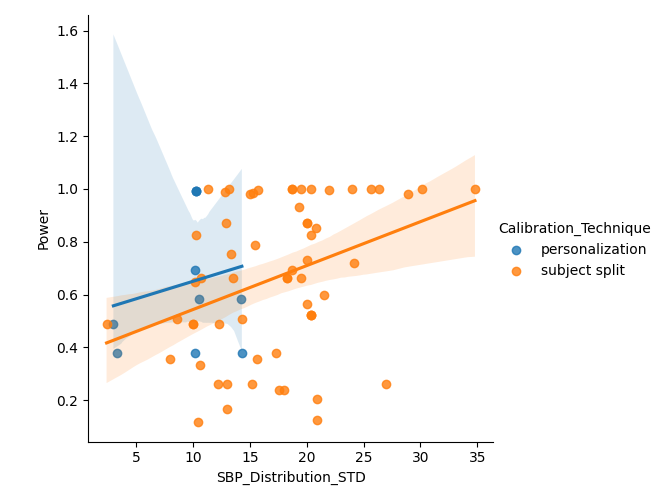 1.6
1.4
1.2
1.0
0.8
0.6
0.4
0.2
Power
5 10 15 20 25 30 35
SBP_Distribution_STD
Calibration_Technique
personalization
subject split